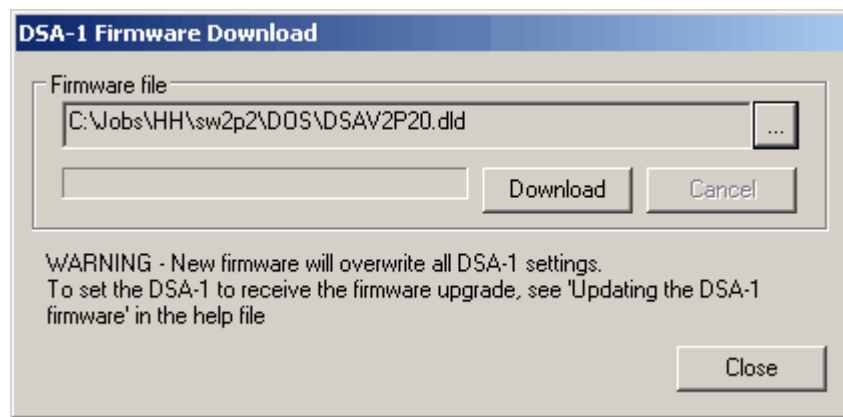 DSA-1 Firmware Download
Firmware file
C:\Jobs\HH\sw2p2\DOS\DSAV2P20.dld
...
Download
Cancel
WARNING - New firmware will overwrite all DSA-1 settings.
To set the DSA-1 to receive the firmware upgrade, see 'Updating the DSA-1
firmware' in the help file
Close